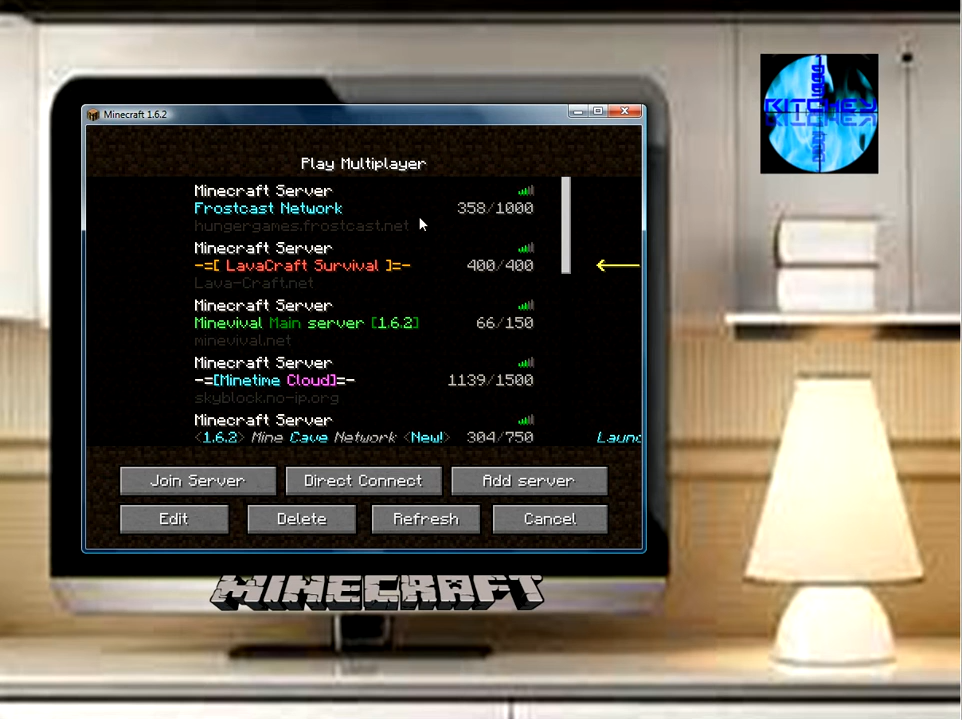 Minecraft 1.6.2
Play Multiplayer
Minecraft Server
Frostcast Network 358/1000
hungergames.frostcast.net
Minecraft Server
-=[ LavaCraft Survival ]=- 400/400
Lava-Craft.net
Minecraft Server
Minevival Main server [1.6.2] 66/150
minevival.net
Minecraft Server
-=[Minetime Cloud]=- 1139/1500
skyblock.no-ip.org
Minecraft Server
<1.6.2> Mine Cave Network <New!> 304/750
Join Server Direct Connect Add server
Edit Delete Refresh Cancel
MINECRAFT
KITCHEN